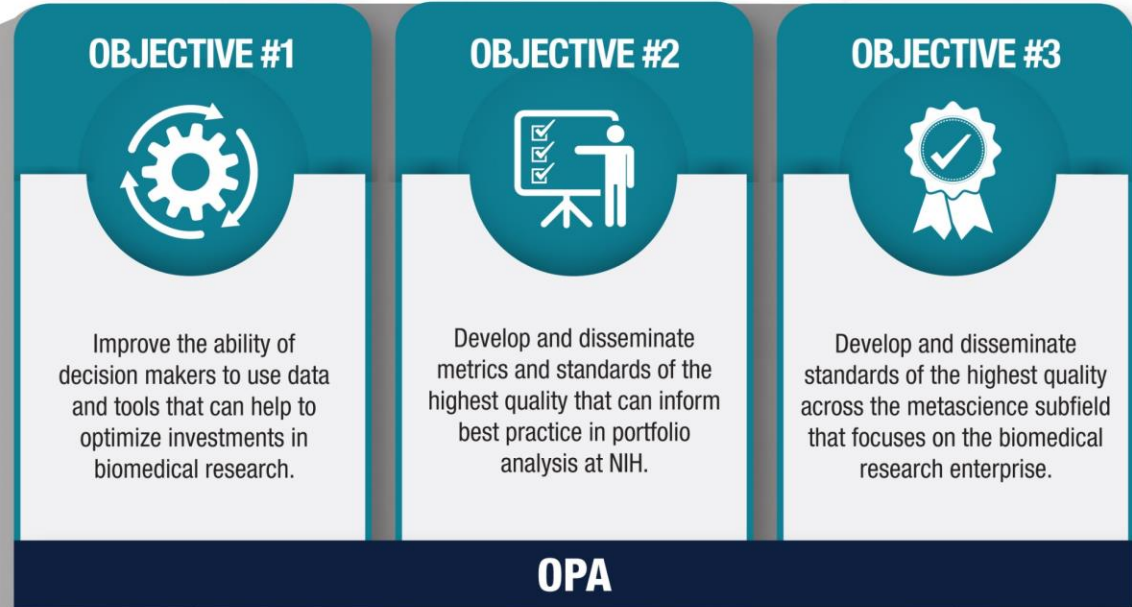 OBJECTIVE #1
Improve the ability of
decision makers to use data
and tools that can help to
optimize investments in
biomedical research.
OBJECTIVE #2
Develop and disseminate
metrics and standards of the
highest quality that can inform
best practice in portfolio
analysis at NIH.
OBJECTIVE #3
Develop and disseminate
standards of the highest quality
across the metascience subfield
that focuses on the biomedical
research enterprise.
OPA